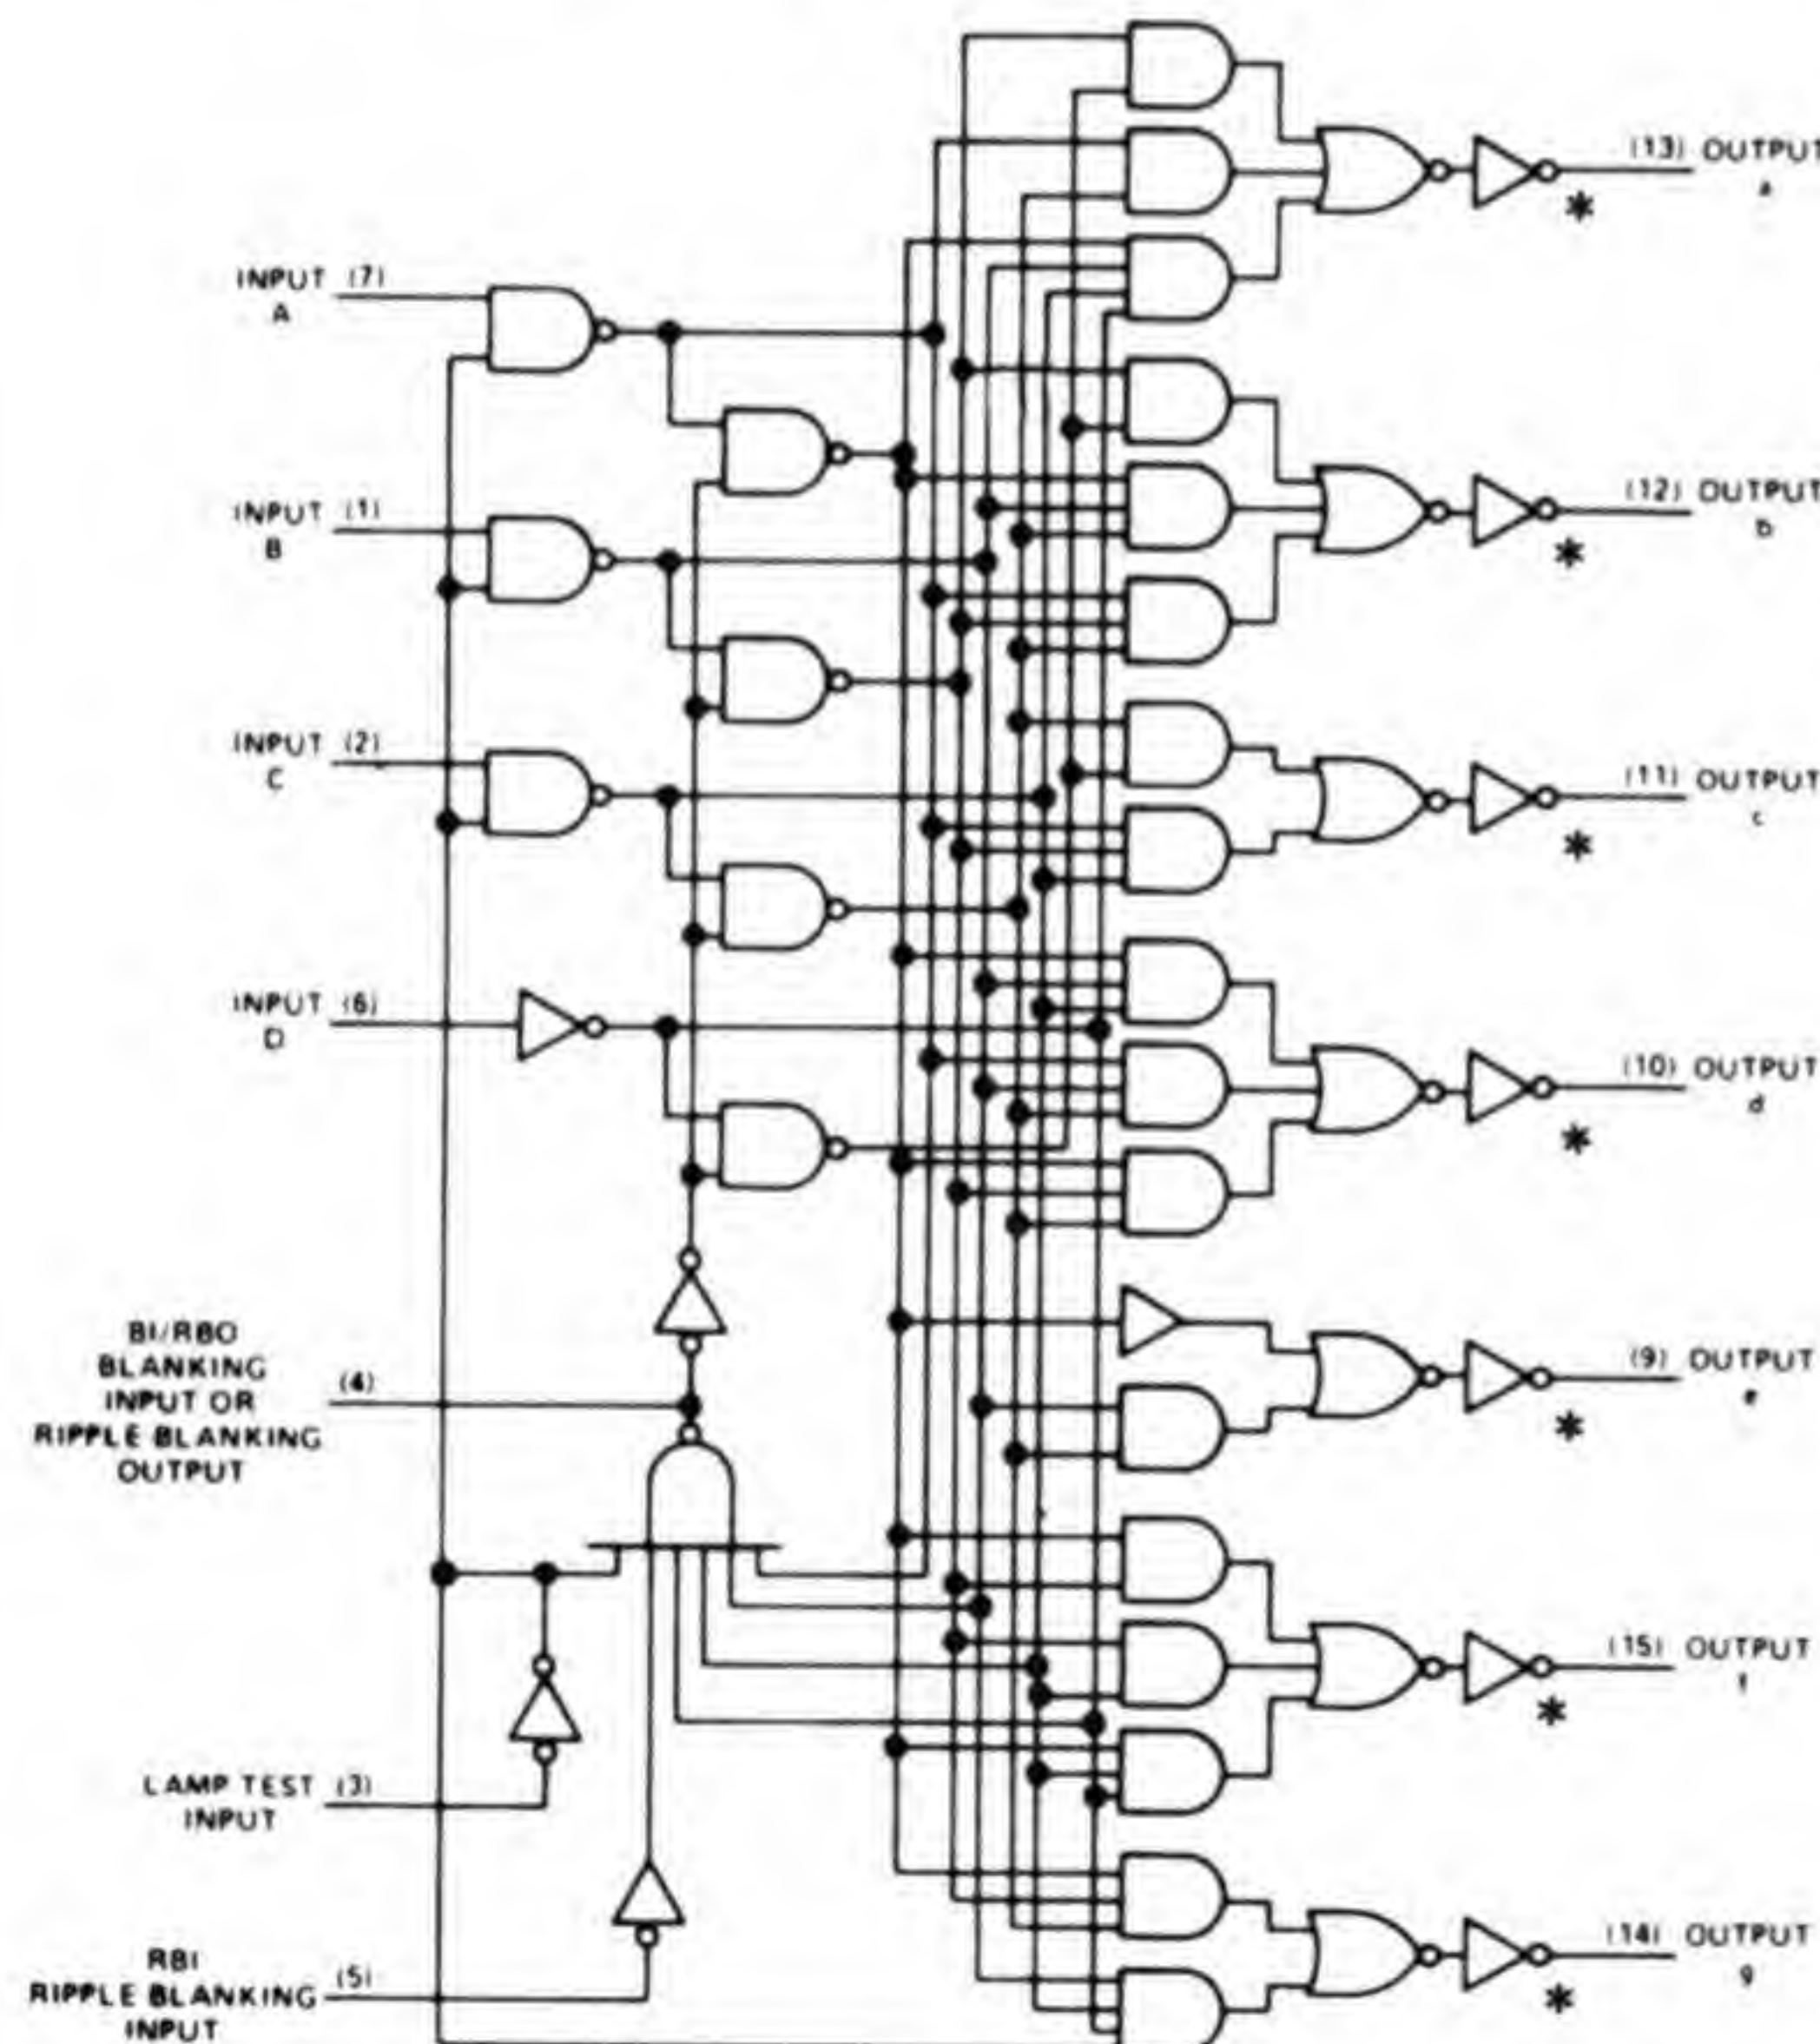 (13) OUTPUT
a
*
INPUT (7)
A
INPUT (1)
B
(12) OUTPUT
b
*
INPUT (2)
C
(11) OUTPUT
c
*
INPUT (6)
D
(10) OUTPUT
d
*
BI/RBO
BLANKING
INPUT OR
RIPPLE BLANKING
OUTPUT
(4)
(9) OUTPUT
e
*
(15) OUTPUT
f
*
LAMP TEST (3)
INPUT
RBI
RIPPLE BLANKING (5)
INPUT
(14) OUTPUT
g
*